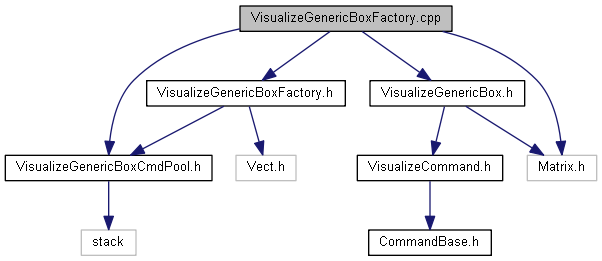 VisualizeGenericBoxFactory.cpp
VisualizeGenericBoxFactory.h
VisualizeGenericBox.h
VisualizeGenericBoxCmdPool.h
Vect.h
VisualizeCommand.h
Matrix.h
stack
CommandBase.h